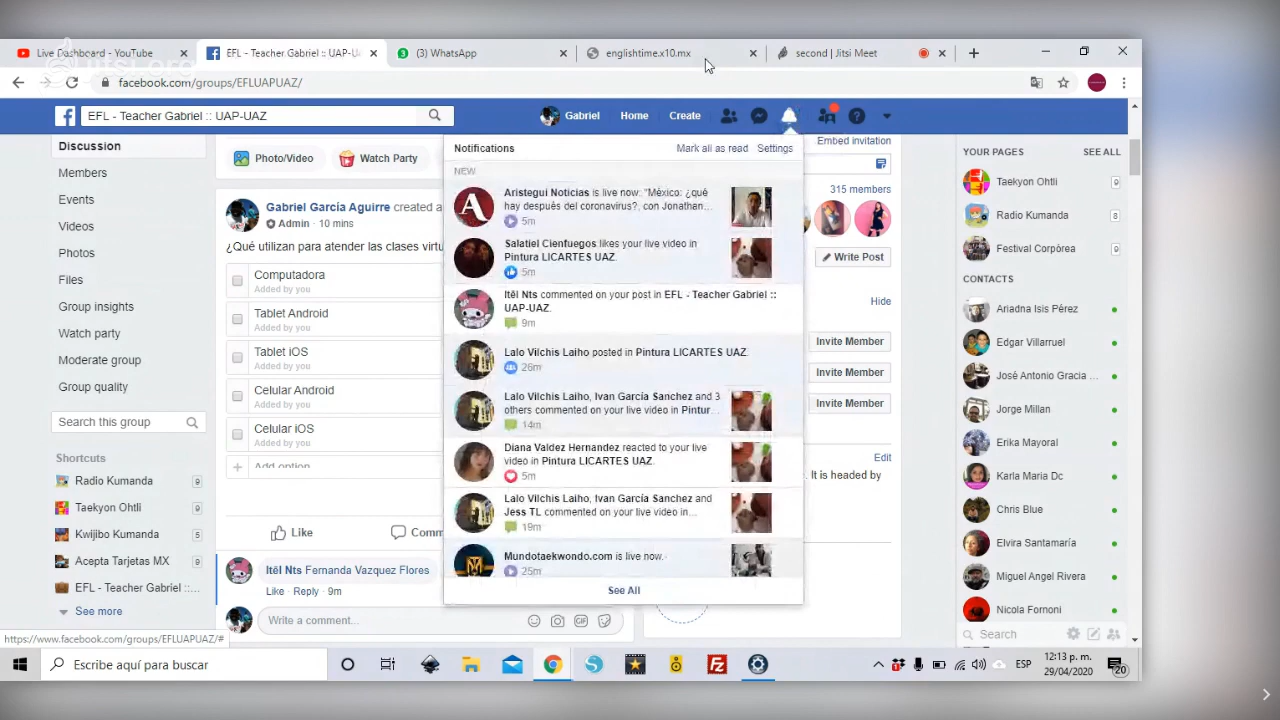 Live Dashboard - YouTube
EFL - Teacher Gabriel :: UAP-U
(3) WhatsApp
englishtime.x10.mx
second | Jitsi Meet
jitsi.org
facebook.com/groups/EFLUAPUAZ/
EFL - Teacher Gabriel :: UAP-UAZ
Gabriel
Home
Create
Discussion
Members
Events
Videos
Photos
Files
Group insights
Watch party
Moderate group
Group quality
Search this group
Shortcuts
Radio Kumanda 9
Taekyon Ohtli 9
Kwijibo Kumanda 5
Acepta Tarjetas MX
EFL - Teacher Gabriel ::...
See more
https://www.facebook.com/groups/EFLUAPUAZ/#
Photo/Video
Watch Party
Gabriel García Aguirre created a
Admin · 10 mins
¿Qué utilizan para atender las clases virtu
Computadora
Added by you
Tablet Android
Added by you
Tablet iOS
Added by you
Celular Android
Added by you
Celular iOS
Added by you
+ Add option
Like
Comm
Itël Nts Fernanda Vazquez Flores
Like · Reply · 9m
Write a comment...
Notifications
Mark all as read
Settings
NEW
Aristegui Noticias is live now: "México: ¿qué
hay después del coronavirus?, con Jonathan...
5m
Salatiel Cienfuegos likes your live video in
Pintura LICARTES UAZ.
5m
Itël Nts commented on your post in EFL - Teacher Gabriel ::
UAP-UAZ.
9m
Lalo Vilchis Laiho posted in Pintura LICARTES UAZ.
26m
Lalo Vilchis Laiho, Ivan García Sanchez and 3
others commented on your live video in Pintur...
14m
Diana Valdez Hernandez reacted to your live
video in Pintura LICARTES UAZ.
5m
Lalo Vilchis Laiho, Ivan García Sanchez and
Jess TL commented on your live video in...
19m
Mundotaekwondo.com is live now.
25m
See All
Embed invitation
315 members
Write Post
Hide
Invite Member
Invite Member
Invite Member
Edit
It is headed by
YOUR PAGES
SEE ALL
Taekyon Ohtli 9
Radio Kumanda 8
Festival Corpórea 9
CONTACTS
Ariadna Isis Pérez
Edgar Villarruel
José Antonio Gracia ...
Jorge Millan
Erika Mayoral
Karla Maria Dc
Chris Blue
Elvira Santamaría
Miguel Angel Rivera
Nicola Fornoni
Search
Escribe aquí para buscar
ESP
12:13 p. m.
29/04/2020
20